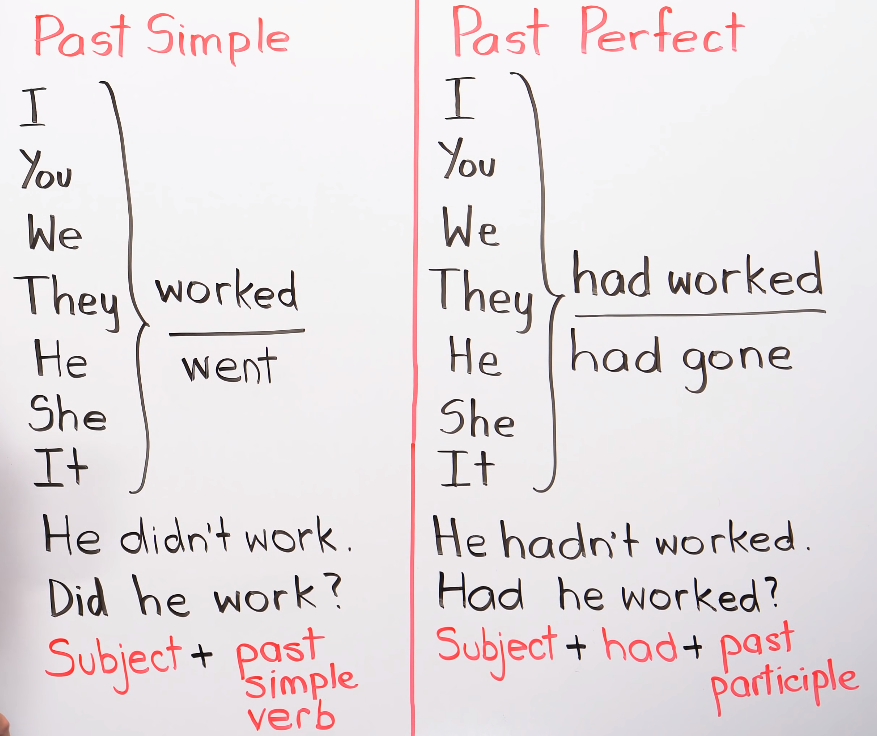 Past Simple
I
You
We
They
He
She
It
worked
went
He didn't work.
Did he work?
Subject + past
simple
verb
Past Perfect
I
You
We
They
He
She
It
had worked
had gone
He hadn't worked.
Had he worked?
Subject + had + past
participle